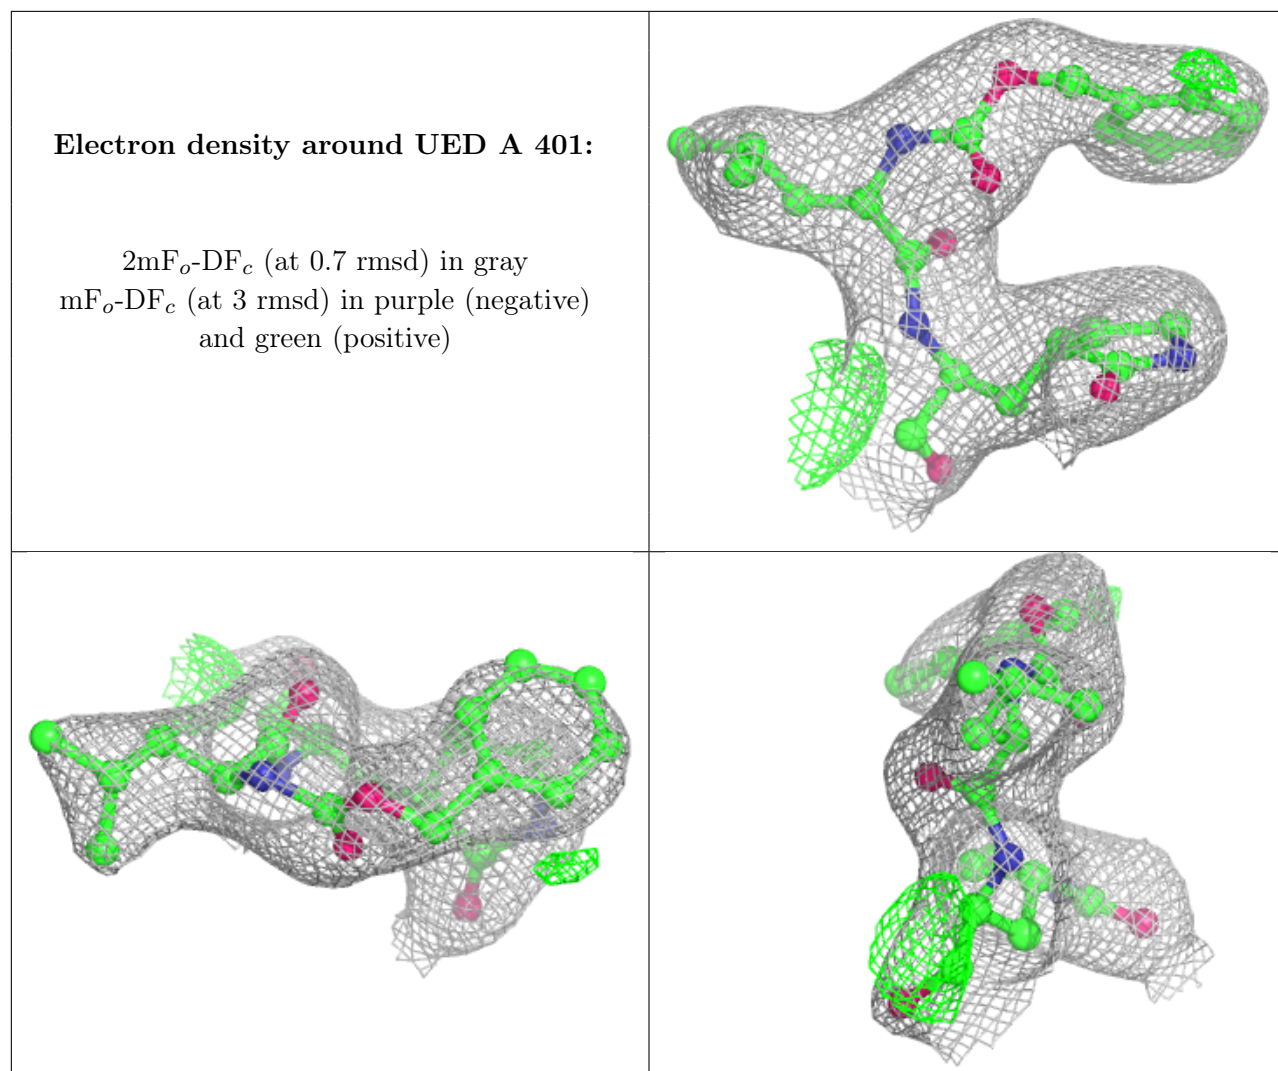 Electron density around UED A 401:
2mFo-DFc (at 0.7 rmsd) in gray
mFo-DFc (at 3 rmsd) in purple (negative)
and green (positive)